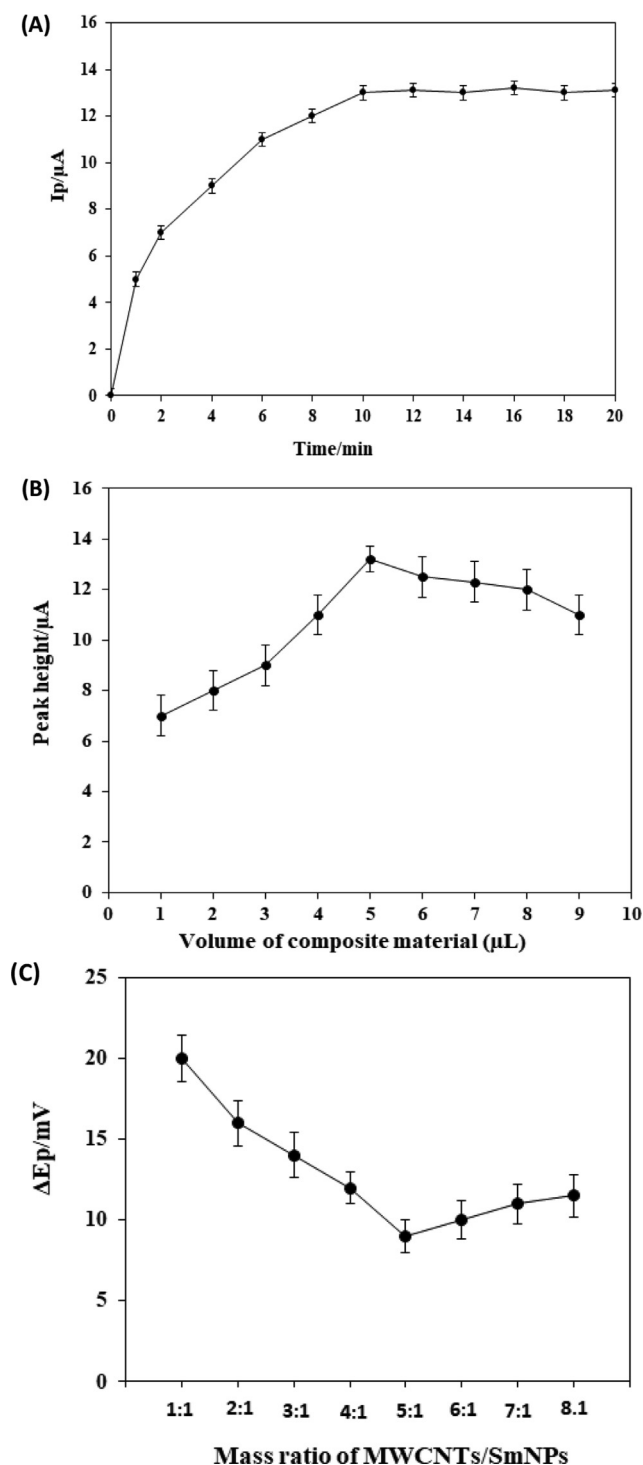 (A)
16
14
12
10
8
6
4
2
0
Ip/µA
0 2 4 6 8 10 12 14 16 18 20
Time/min
(B)
16
14
12
10
8
6
4
2
0
Peak height/µA
0 1 2 3 4 5 6 7 8 9 10
Volume of composite material (µL)
(C)
25
20
15
10
5
0
ΔEp/mV
1:1 2:1 3:1 4:1 5:1 6:1 7:1 8.1
Mass ratio of MWCNTs/SmNPs